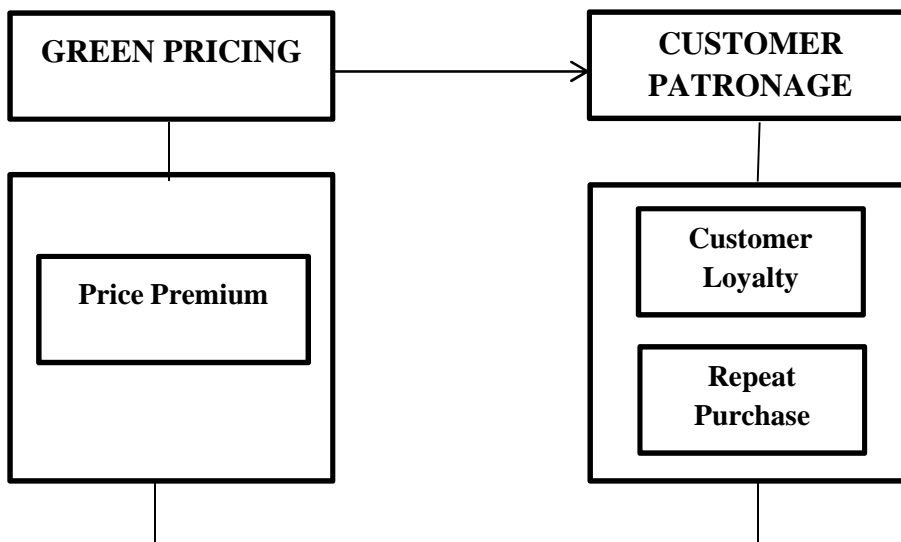 GREEN PRICING
CUSTOMER
PATRONAGE
Price Premium
Customer
Loyalty
Repeat
Purchase